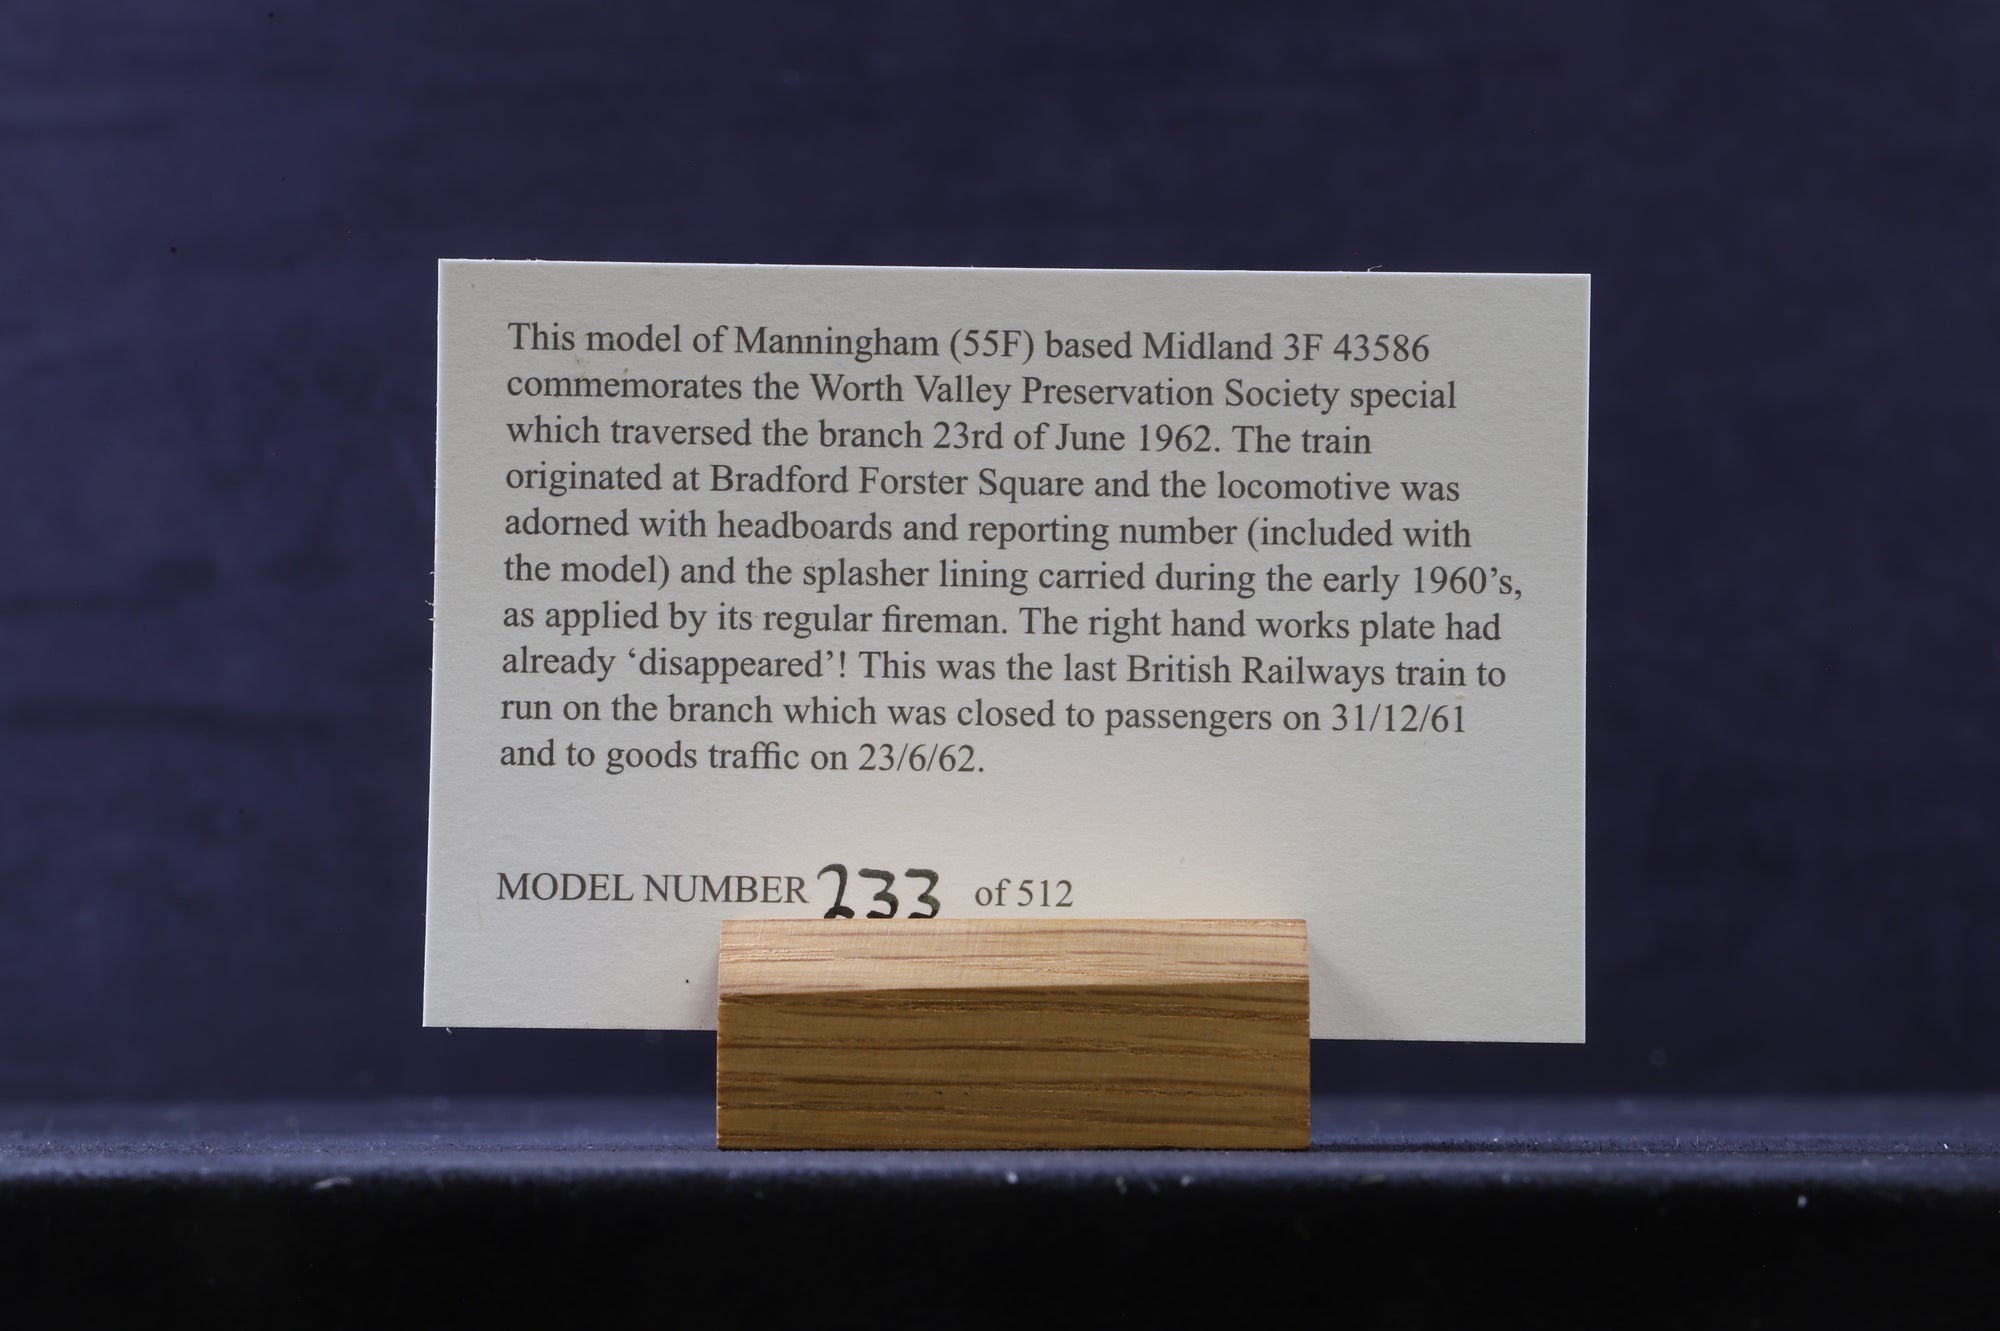 This model of Manningham (55F) based Midland 3F 43586
commemorates the Worth Valley Preservation Society special
which traversed the branch 23rd of June 1962. The train
originated at Bradford Forster Square and the locomotive was
adorned with headboards and reporting number (included with
the model) and the splasher lining carried during the early 1960’s,
as applied by its regular fireman. The right hand works plate had
already ‘disappeared’! This was the last British Railways train to
run on the branch which was closed to passengers on 31/12/61
and to goods traffic on 23/6/62.
MODEL NUMBER 233 of 512